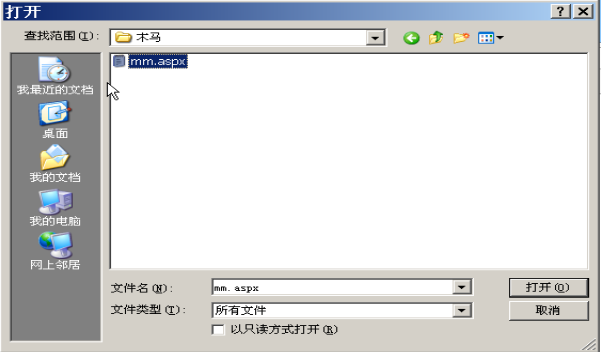 打开
查找范围(I):
木马
mm.aspx
我最近的文档
桌面
我的文档
我的电脑
网上邻居
文件名(N):
mm.aspx
打开(O)
文件类型(T):
所有文件
取消
以只读方式打开(R)